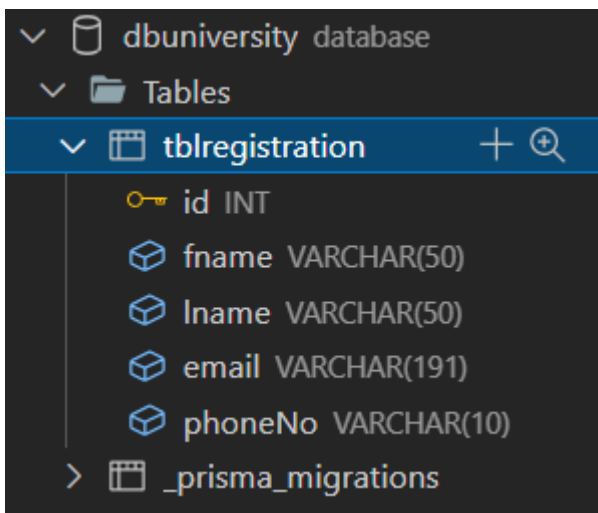 dbuniversity database
Tables
tblregistration
id INT
fname VARCHAR(50)
lname VARCHAR(50)
email VARCHAR(191)
phoneNo VARCHAR(10)
_prisma_migrations